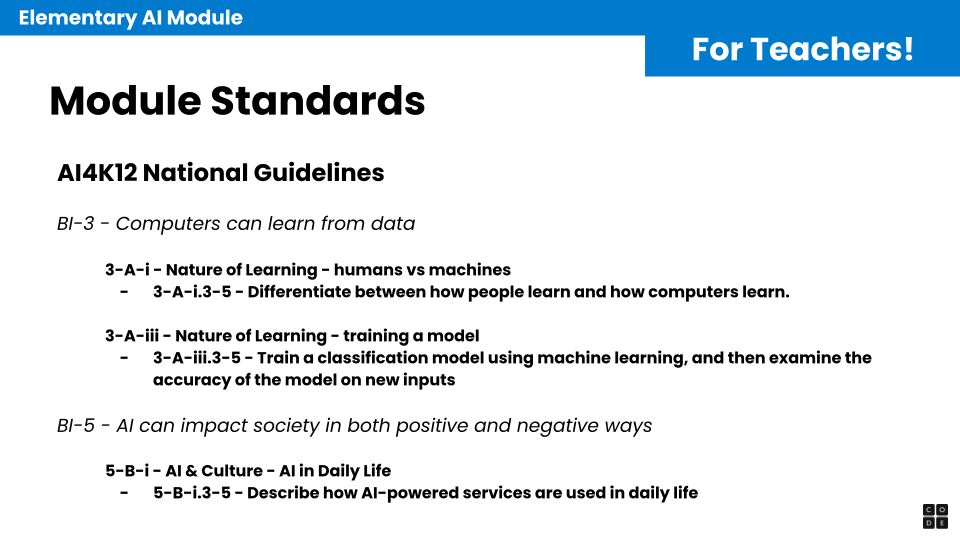 Elementary AI Module
For Teachers!
Module Standards
AI4K12 National Guidelines
BI-3 - Computers can learn from data
3-A-i - Nature of Learning - humans vs machines
- 3-A-i.3-5 - Differentiate between how people learn and how computers learn.
3-A-iii - Nature of Learning - training a model
- 3-A-iii.3-5 - Train a classification model using machine learning, and then examine the
accuracy of the model on new inputs
BI-5 - AI can impact society in both positive and negative ways
5-B-i - AI & Culture - AI in Daily Life
- 5-B-i.3-5 - Describe how AI-powered services are used in daily life
C O
D E